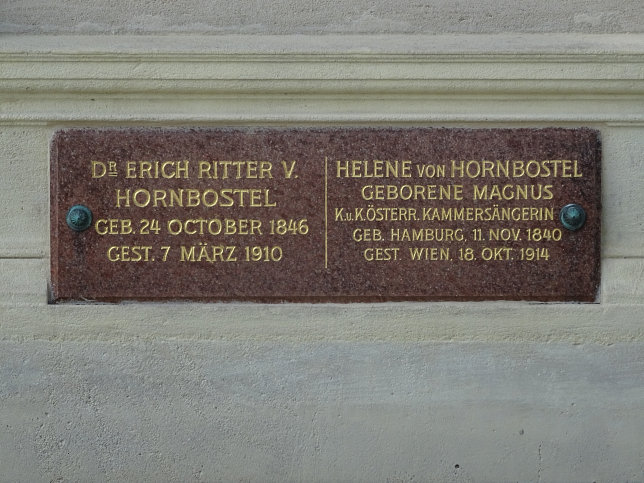 Dr ERICH RITTER V.
HORNBOSTEL
GEB. 24 OCTOBER 1846
GEST. 7 MÄRZ 1910
HELENE VON HORNBOSTEL
GEBORENE MAGNUS
K.u.K.ÖSTERR. KAMMERSÄNGERIN
GEB. HAMBURG, 11. NOV. 1840
GEST. WIEN, 18. OKT. 1914